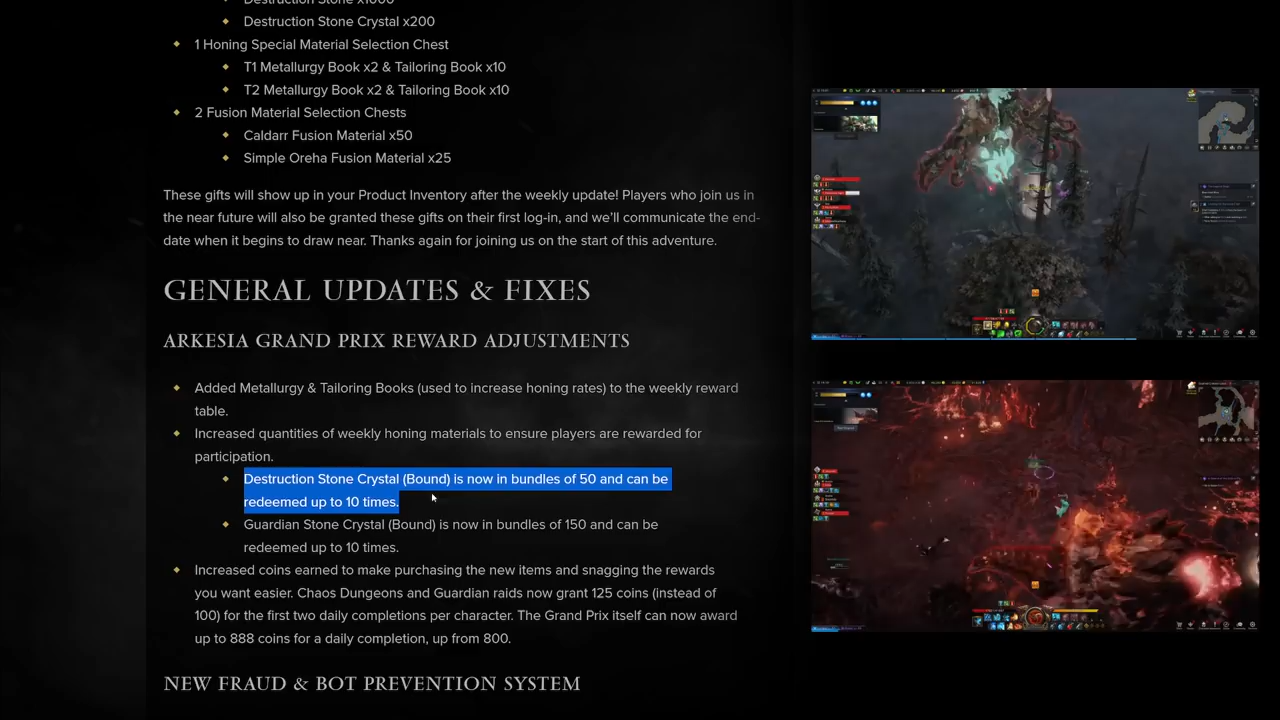 Destruction Stone x1000
Destruction Stone Crystal x200
1 Honing Special Material Selection Chest
T1 Metallurgy Book x2 & Tailoring Book x10
T2 Metallurgy Book x2 & Tailoring Book x10
2 Fusion Material Selection Chests
Caldarr Fusion Material x50
Simple Oreha Fusion Material x25
These gifts will show up in your Product Inventory after the weekly update! Players who join us in
the near future will also be granted these gifts on their first log-in, and we'll communicate the end-
date when it begins to draw near. Thanks again for joining us on the start of this adventure.
GENERAL UPDATES & FIXES
ARKESIA GRAND PRIX REWARD ADJUSTMENTS
Added Metallurgy & Tailoring Books (used to increase honing rates) to the weekly reward
table.
Increased quantities of weekly honing materials to ensure players are rewarded for
participation.
Destruction Stone Crystal (Bound) is now in bundles of 50 and can be
redeemed up to 10 times.
Guardian Stone Crystal (Bound) is now in bundles of 150 and can be
redeemed up to 10 times.
Increased coins earned to make purchasing the new items and snagging the rewards
you want easier. Chaos Dungeons and Guardian raids now grant 125 coins (instead of
100) for the first two daily completions per character. The Grand Prix itself can now award
up to 888 coins for a daily completion, up from 800.
NEW FRAUD & BOT PREVENTION SYSTEM